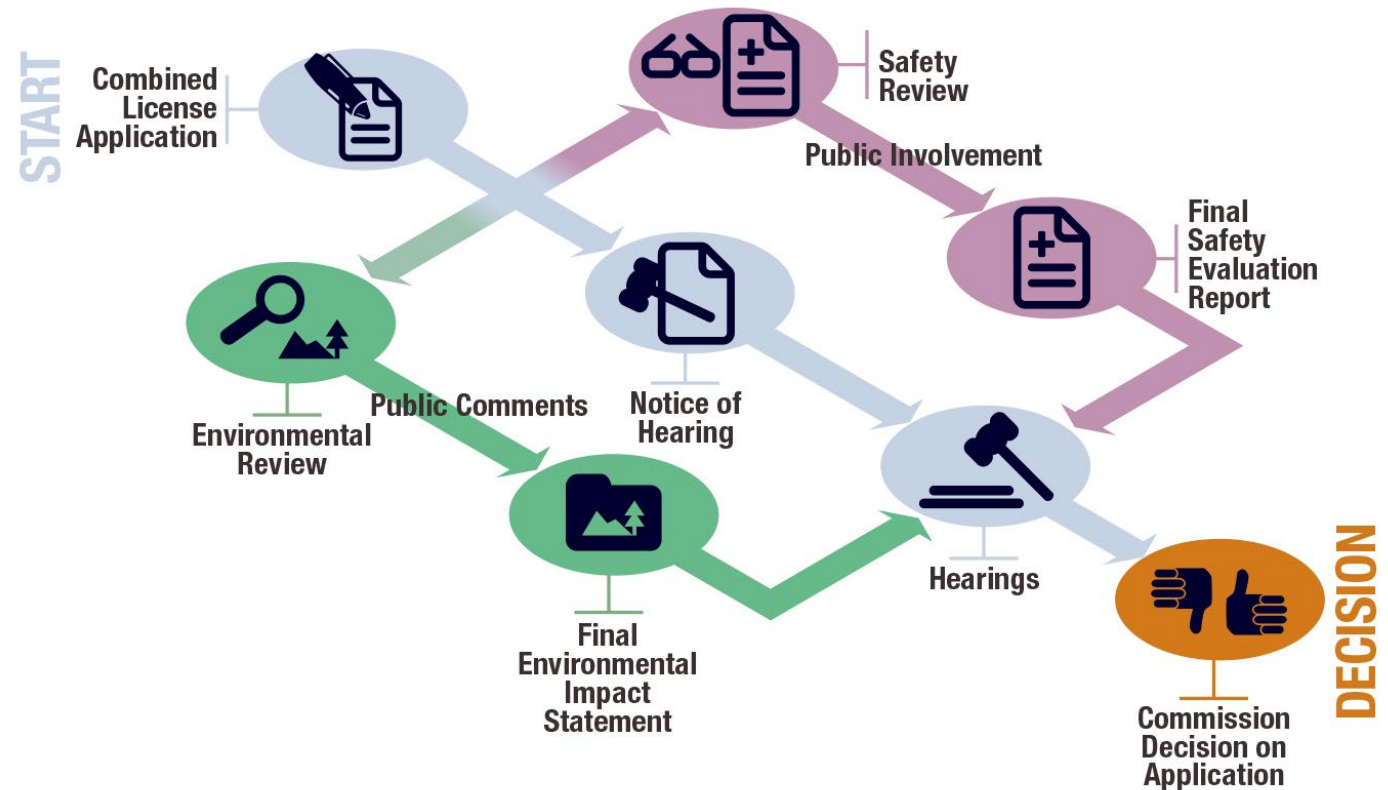 START
Combined
License
Application
Safety
Review
Public Involvement
Final
Safety
Evaluation
Report
Environmental
Review
Public Comments
Notice of
Hearing
Final
Environmental
Impact
Statement
Hearings
DECISION
Commission
Decision on
Application